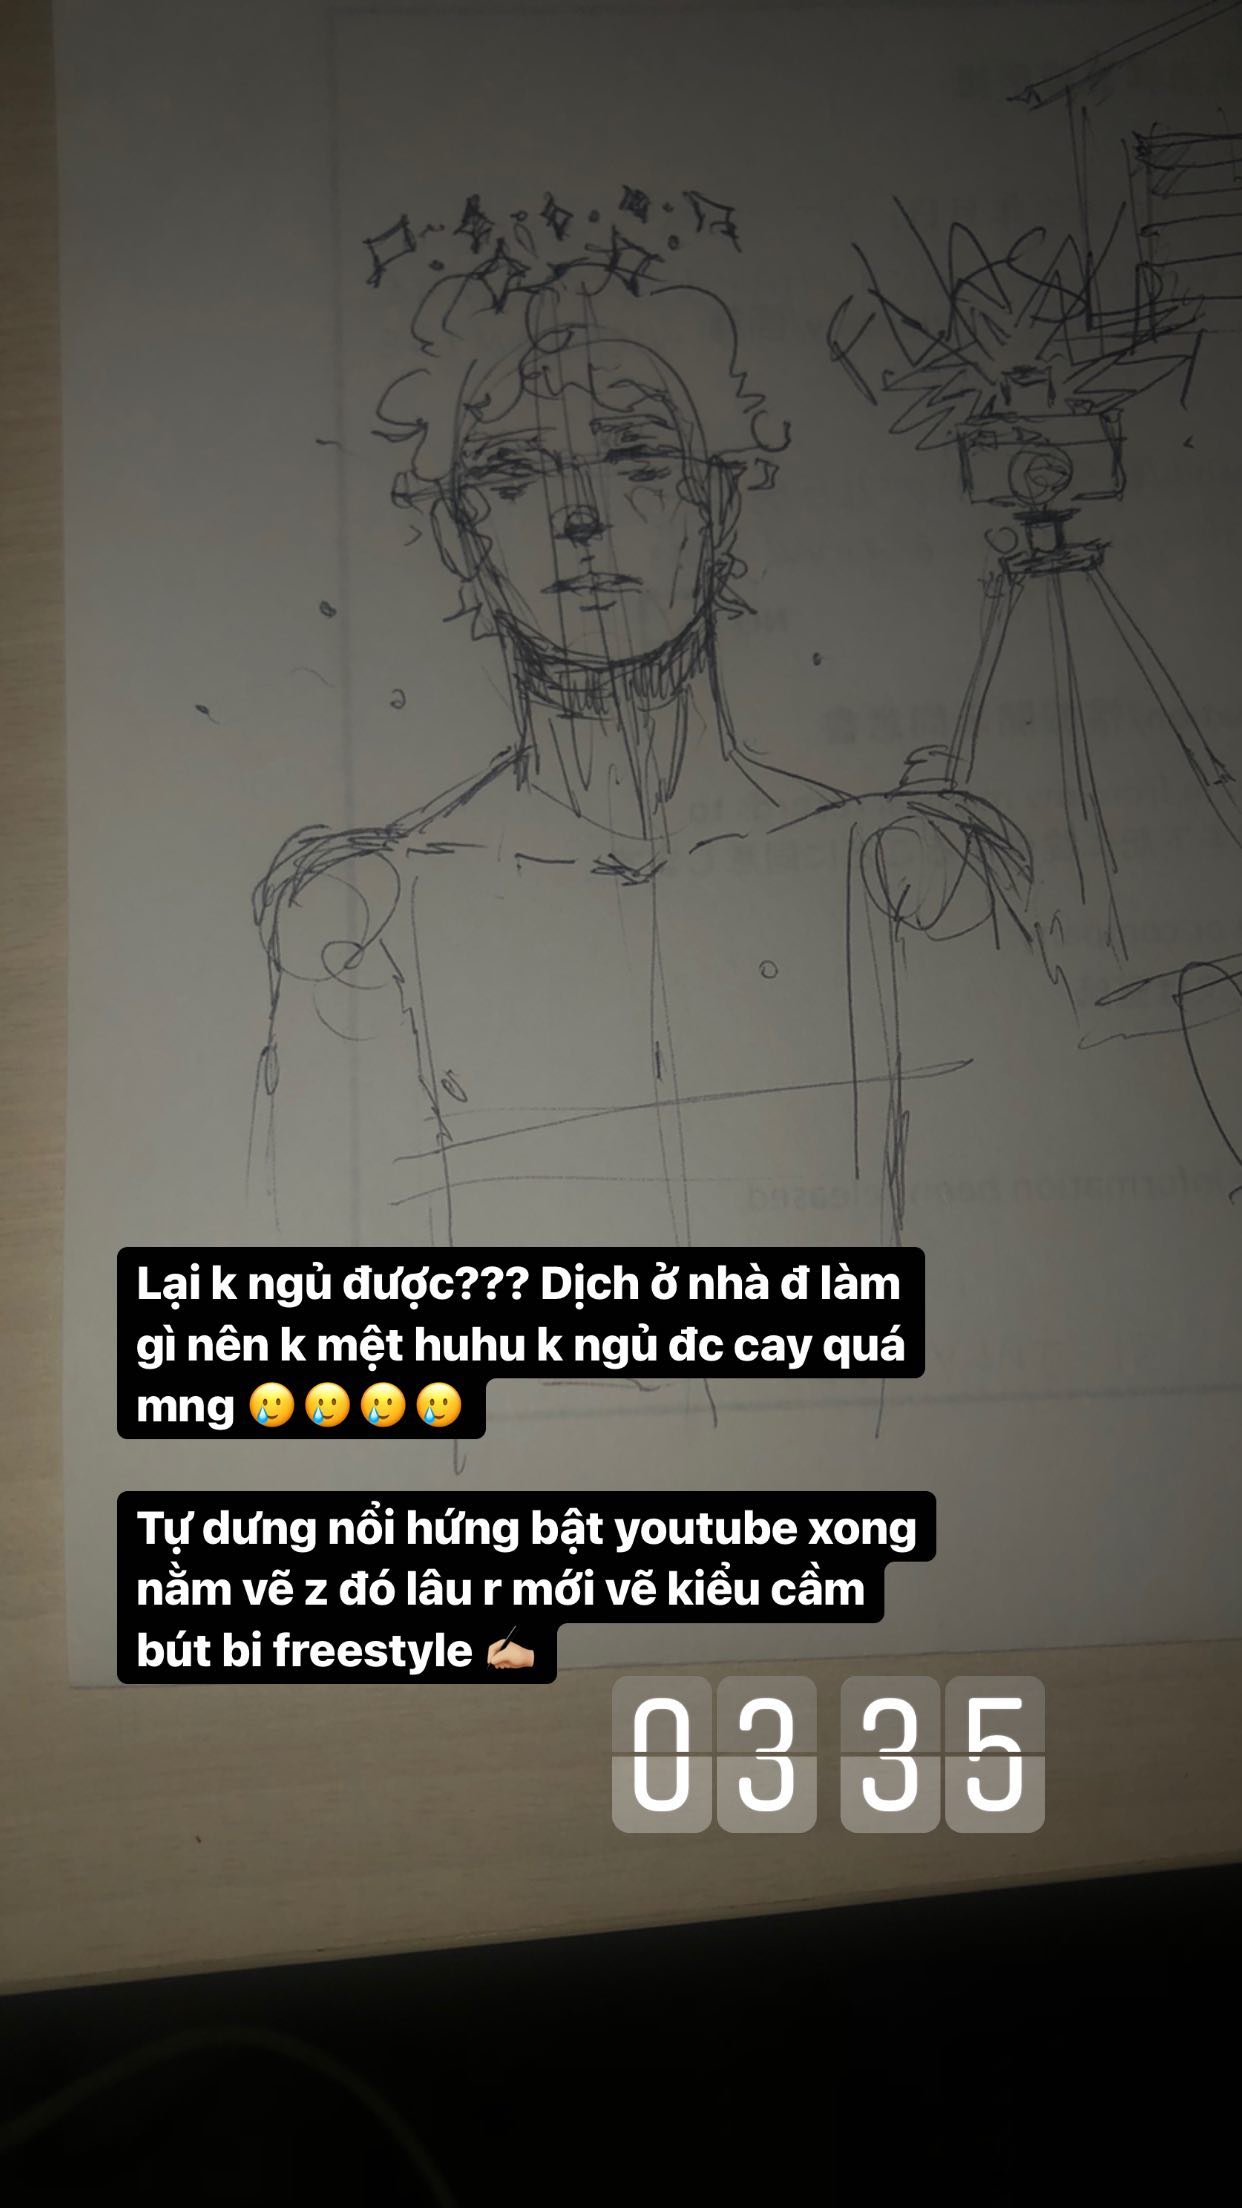 Lại k ngủ được??? Dịch ở nhà đ làm
gì nên k mệt huhu k ngủ đc cay quá
mng 🥲🥲🥲🥲
Tự dưng nổi hứng bật youtube xong
nằm vẽ z đó lâu r mới vẽ kiểu cầm
bút bi freestyle ✍🏻
03 35